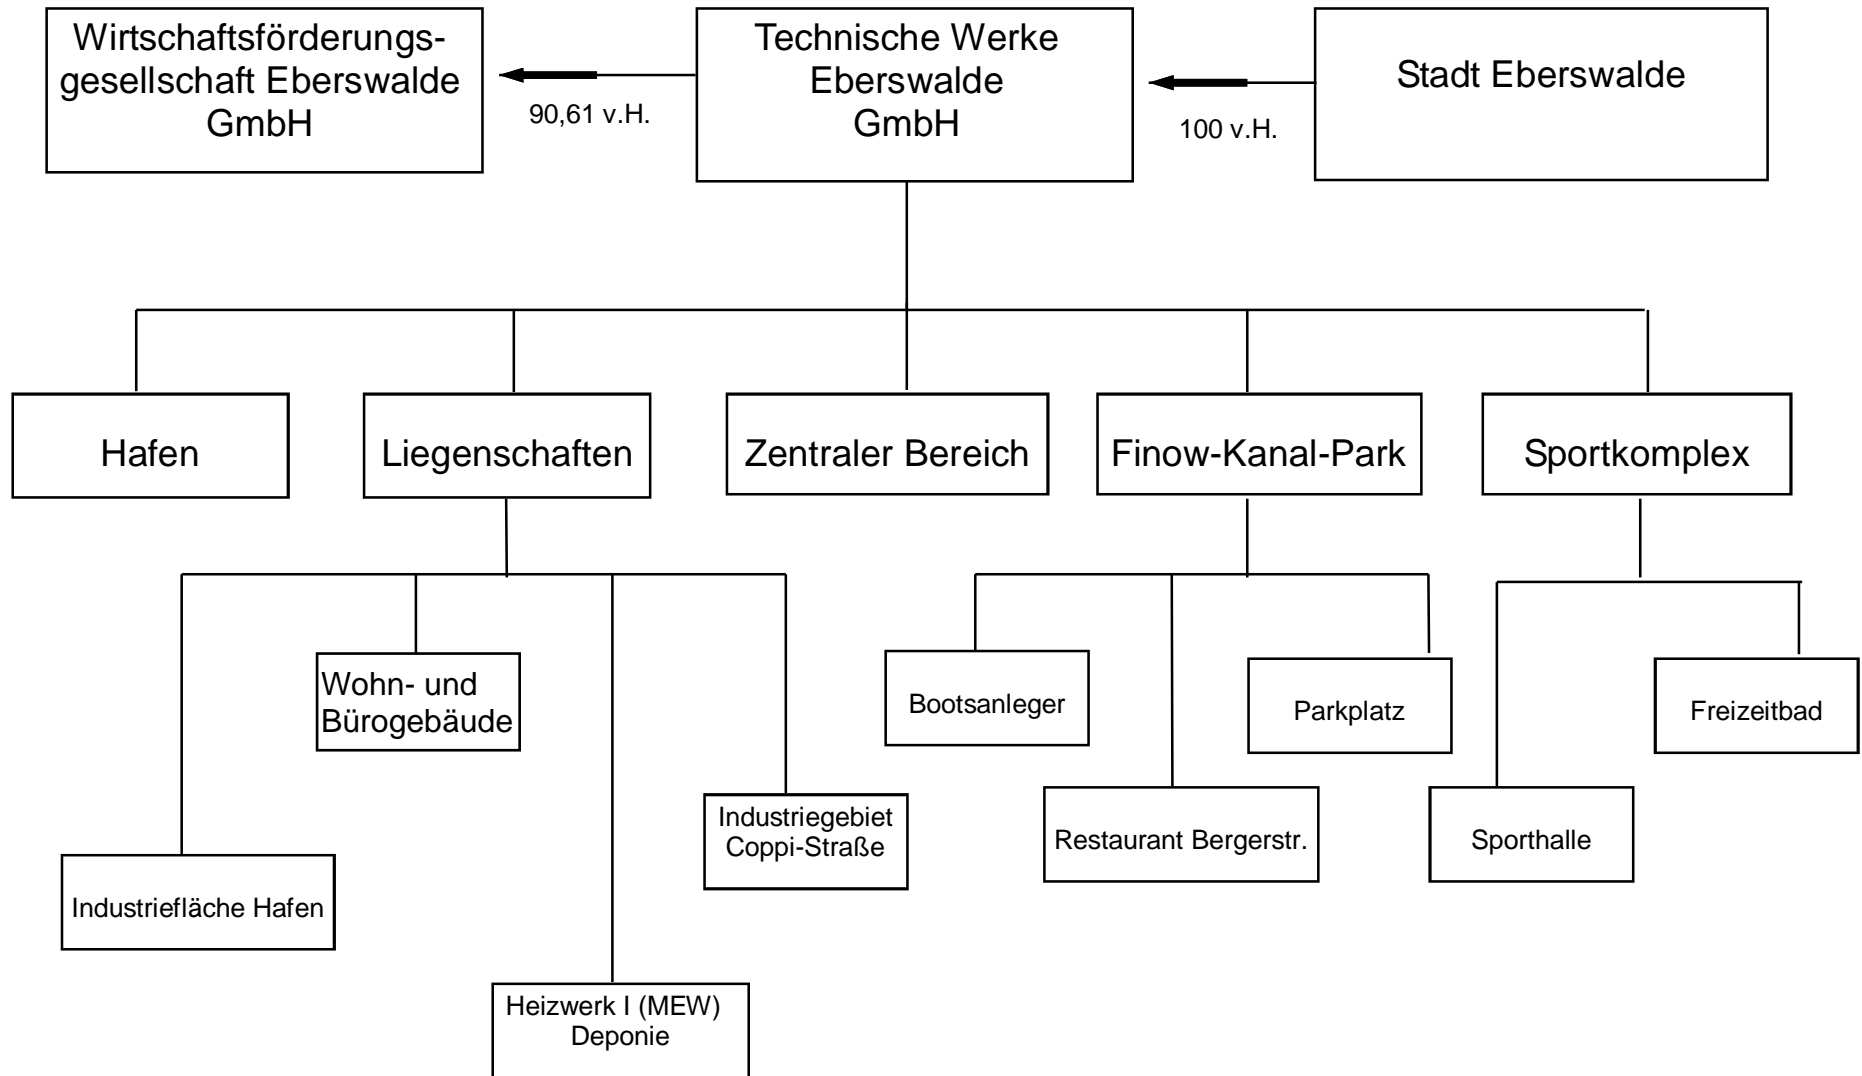 Wirtschaftsförderungs-
gesellschaft Eberswalde
GmbH
90,61 v.H.
Technische Werke
Eberswalde
GmbH
100 v.H.
Stadt Eberswalde
Hafen
Liegenschaften
Zentraler Bereich
Finow-Kanal-Park
Sportkomplex
Wohn- und
Bürogebäude
Bootsanleger
Parkplatz
Freizeitbad
Industriegebiet
Coppi-Straße
Restaurant Bergerstr.
Sporthalle
Industriefläche Hafen
Heizwerk I (MEW)
Deponie